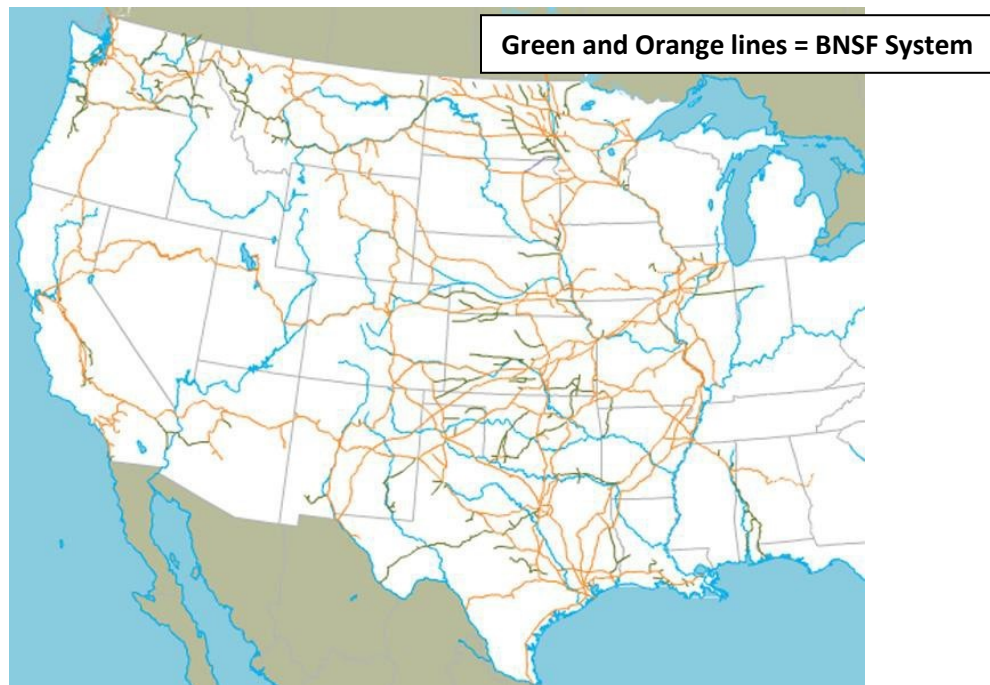 Green and Orange lines = BNSF System